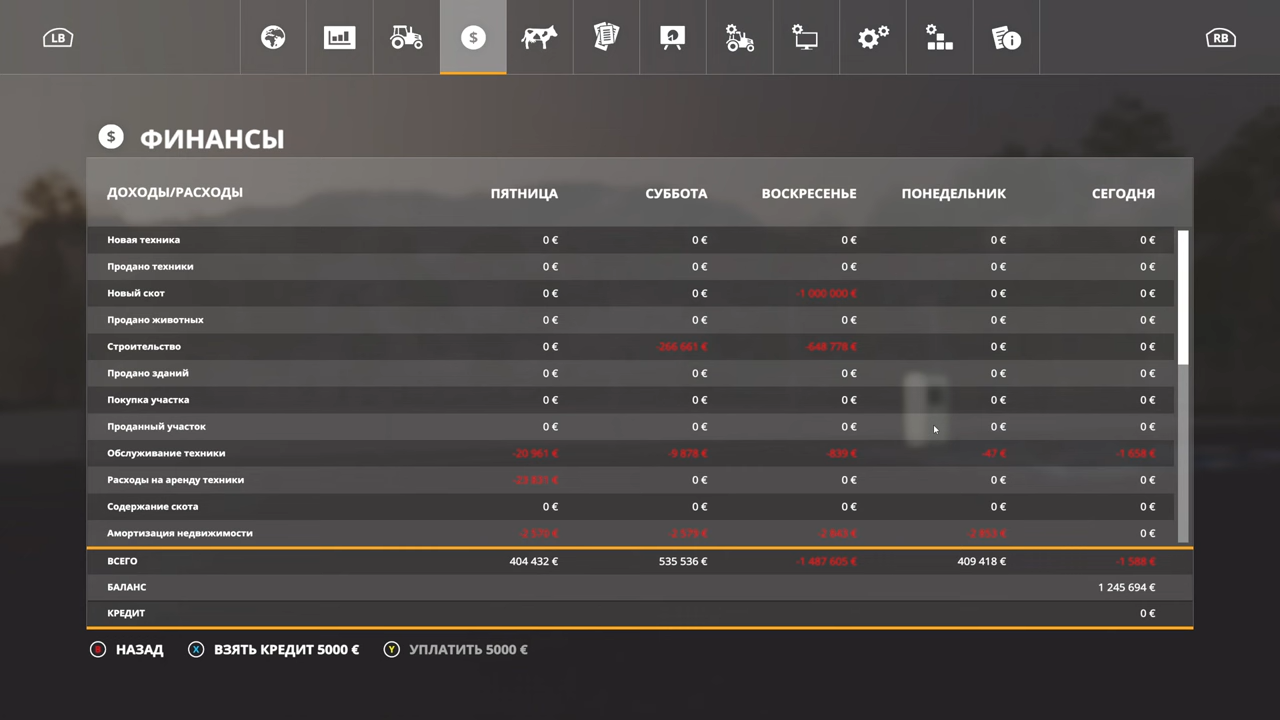 LB
$
RB
$ ФИНАНСЫ
ДОХОДЫ/РАСХОДЫ ПЯТНИЦА СУББОТА ВОСКРЕСЕНЬЕ ПОНЕДЕЛЬНИК СЕГОДНЯ
Новая техника 0 € 0 € 0 € 0 € 0 €
Продано техники 0 € 0 € 0 € 0 € 0 €
Новый скот 0 € 0 € -1 000 000 € 0 € 0 €
Продано животных 0 € 0 € 0 € 0 € 0 €
Строительство 0 € -266 661 € -648 778 € 0 € 0 €
Продано зданий 0 € 0 € 0 € 0 € 0 €
Покупка участка 0 € 0 € 0 € 0 € 0 €
Проданный участок 0 € 0 € 0 € 0 € 0 €
Обслуживание техники -20 961 € -9 878 € -839 € -47 € -1 658 €
Расходы на аренду техники -23 831 € 0 € 0 € 0 € 0 €
Содержание скота 0 € 0 € 0 € 0 € 0 €
Амортизация недвижимости -2 579 € -2 843 € 0 €
ВСЕГО 404 432 € 535 536 € -1 487 605 € 409 418 € -1 588 €
БАЛАНС 1 245 694 €
КРЕДИТ 0 €
НАЗАД X ВЗЯТЬ КРЕДИТ 5000 € Y УПЛАТИТЬ 5000 €